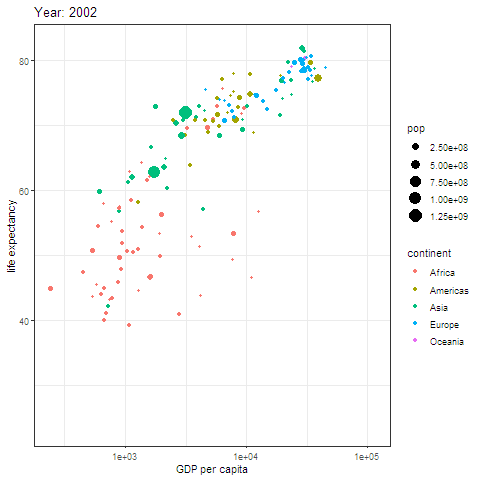 Year: 2002
80
60
40
life expectancy
1e+03
1e+04
1e+05
GDP per capita
pop
2.50e+08
5.00e+08
7.50e+08
1.00e+09
1.25e+09
continent
Africa
Americas
Asia
Europe
Oceania